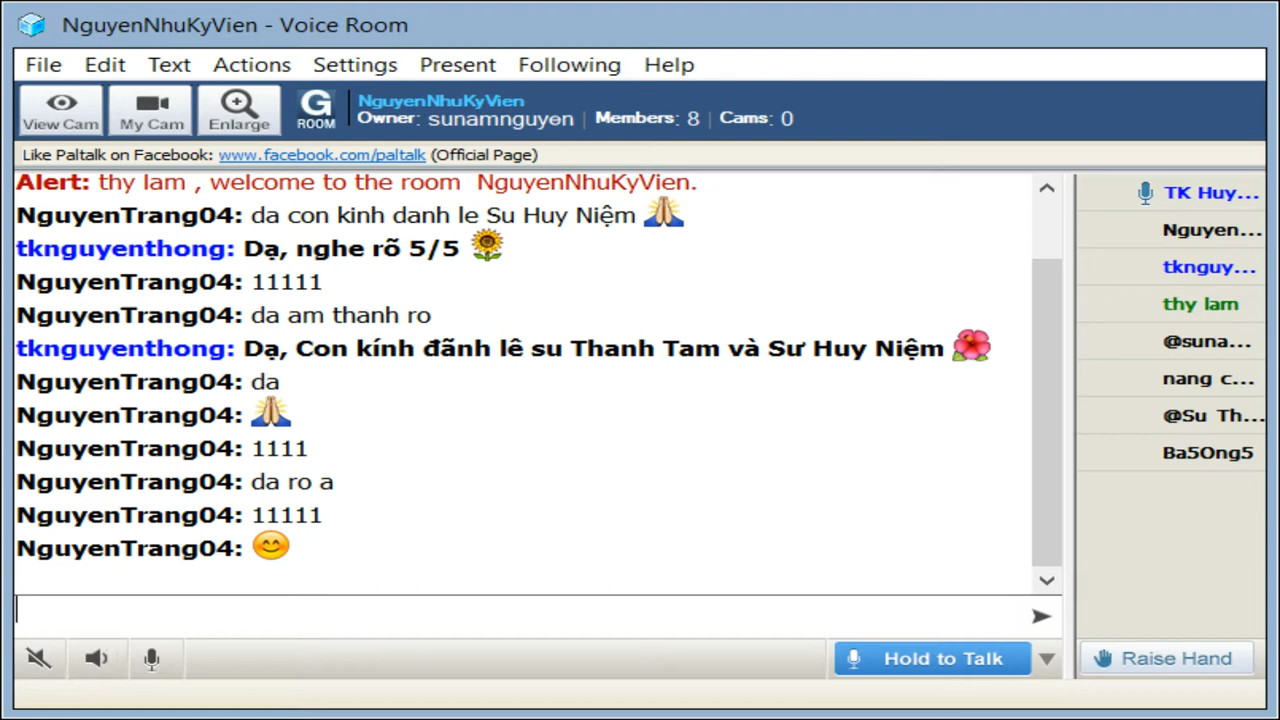 NguyenNhuKyVien - Voice Room
File Edit Text Actions Settings Present Following Help
View Cam My Cam Enlarge G ROOM
NguyenNhuKyVien
Owner: sunamnguyen | Members: 8 | Cams: 0
Like Paltalk on Facebook: www.facebook.com/paltalk (Official Page)
Alert: thy lam , welcome to the room NguyenNhuKyVien.
NguyenTrang04: da con kinh danh le Su Huy Niệm
tknguyenthong: Dạ, nghe rõ 5/5
NguyenTrang04: 11111
NguyenTrang04: da am thanh ro
tknguyenthong: Dạ, Con kính đãnh lê su Thanh Tam và Sư Huy Niệm
NguyenTrang04: da
NguyenTrang04:
NguyenTrang04: 1111
NguyenTrang04: da ro a
NguyenTrang04: 11111
NguyenTrang04:
TK Huy...
Nguyen...
tknguy...
thy lam
@suna...
nang c...
@Su Th...
Ba5Ong5
Hold to Talk
Raise Hand